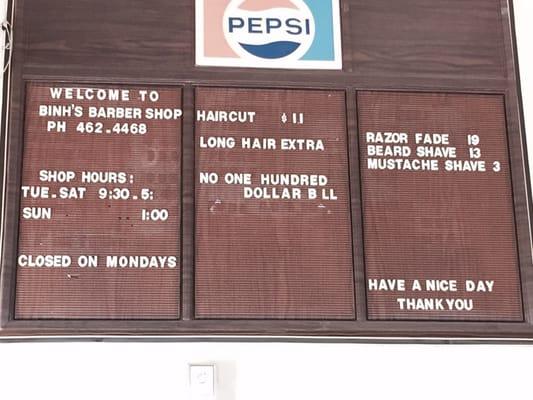 PEPSI
WELCOME TO
BINH'S BARBER SHOP
PH 462.4468
SHOP HOURS:
TUE.SAT 9:30.5:
SUN 1:00
CLOSED ON MONDAYS
HAIRCUT $11
LONG HAIR EXTRA
NO ONE HUNDRED
DOLLAR B LL
RAZOR FADE 19
BEARD SHAVE 13
MUSTACHE SHAVE 3
HAVE A NICE DAY
THANK YOU